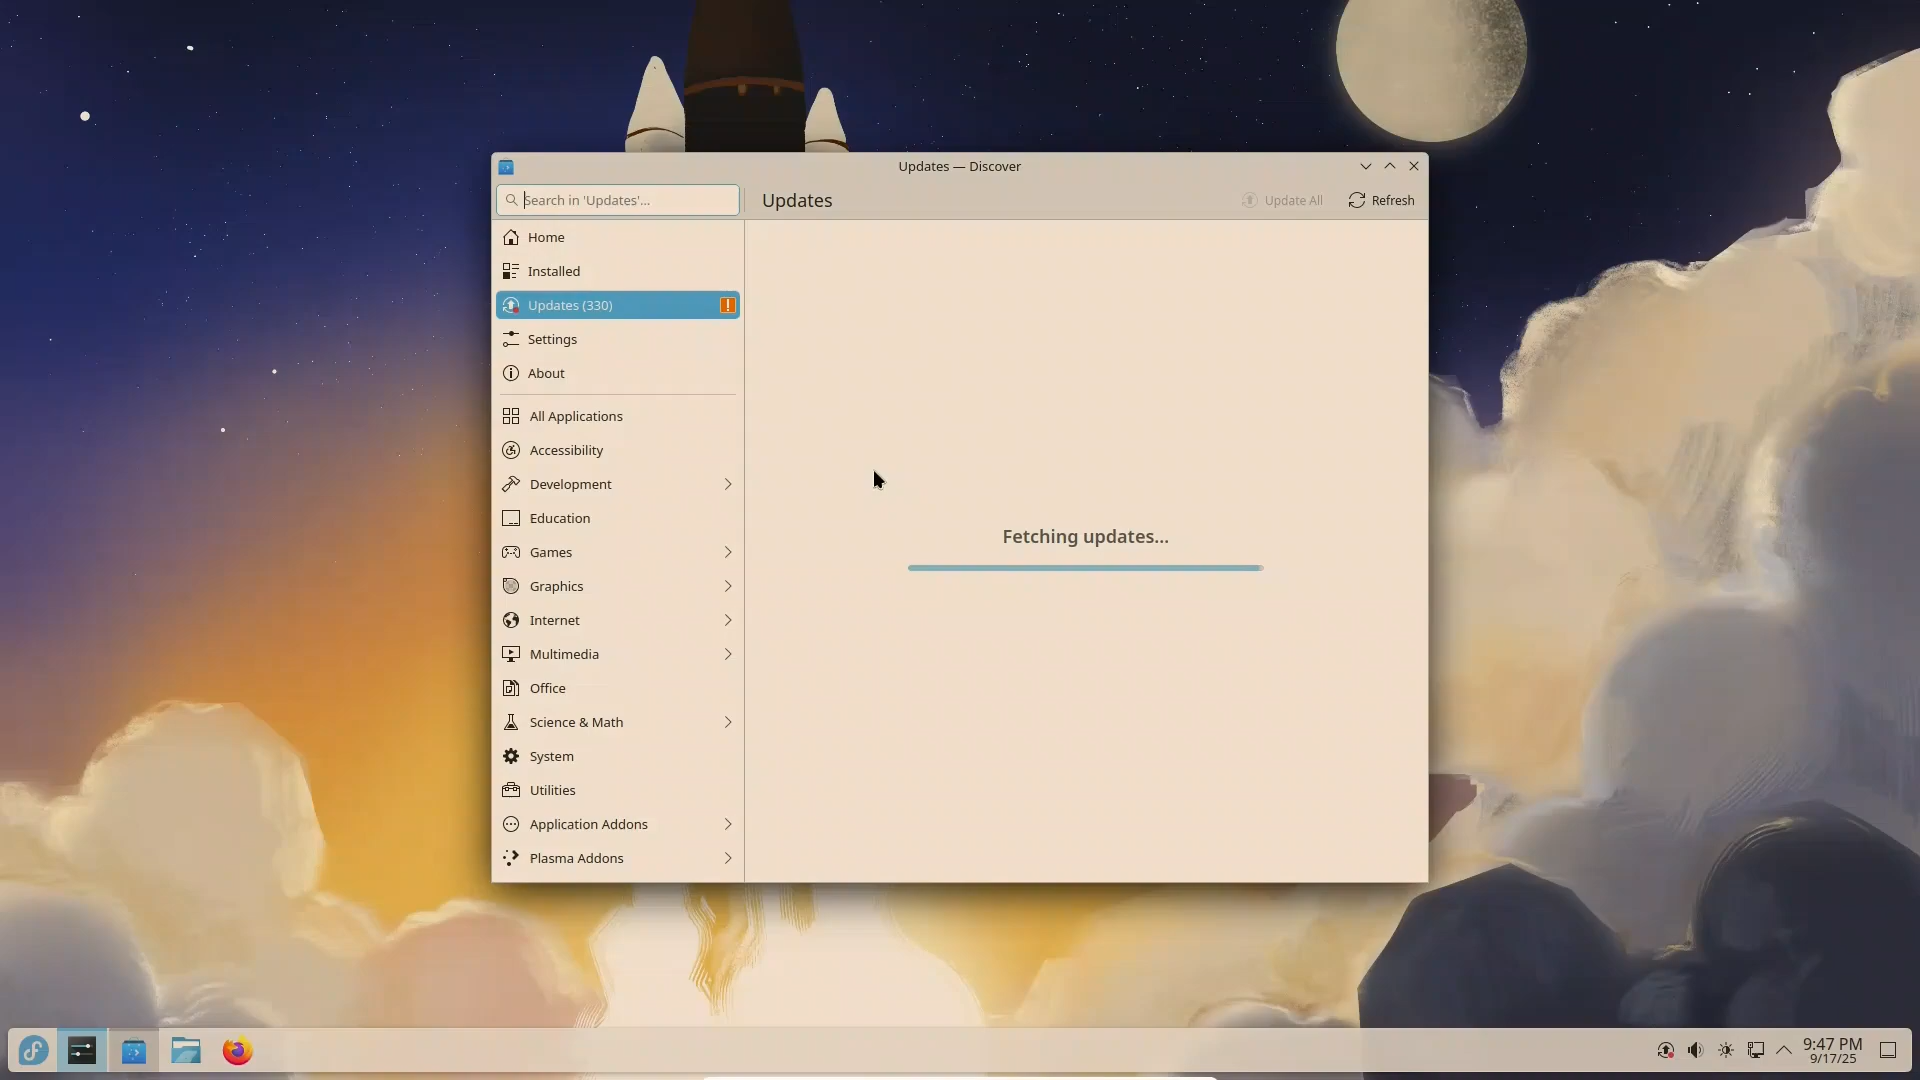 Updates — Discover
Search in 'Updates'...
Updates
Update All
Refresh
Home
Installed
Updates (330)
Settings
About
All Applications
Accessibility
Development
Education
Games
Graphics
Internet
Multimedia
Office
Science & Math
System
Utilities
Application Addons
Plasma Addons
Fetching updates...
9:47 PM
9/17/25